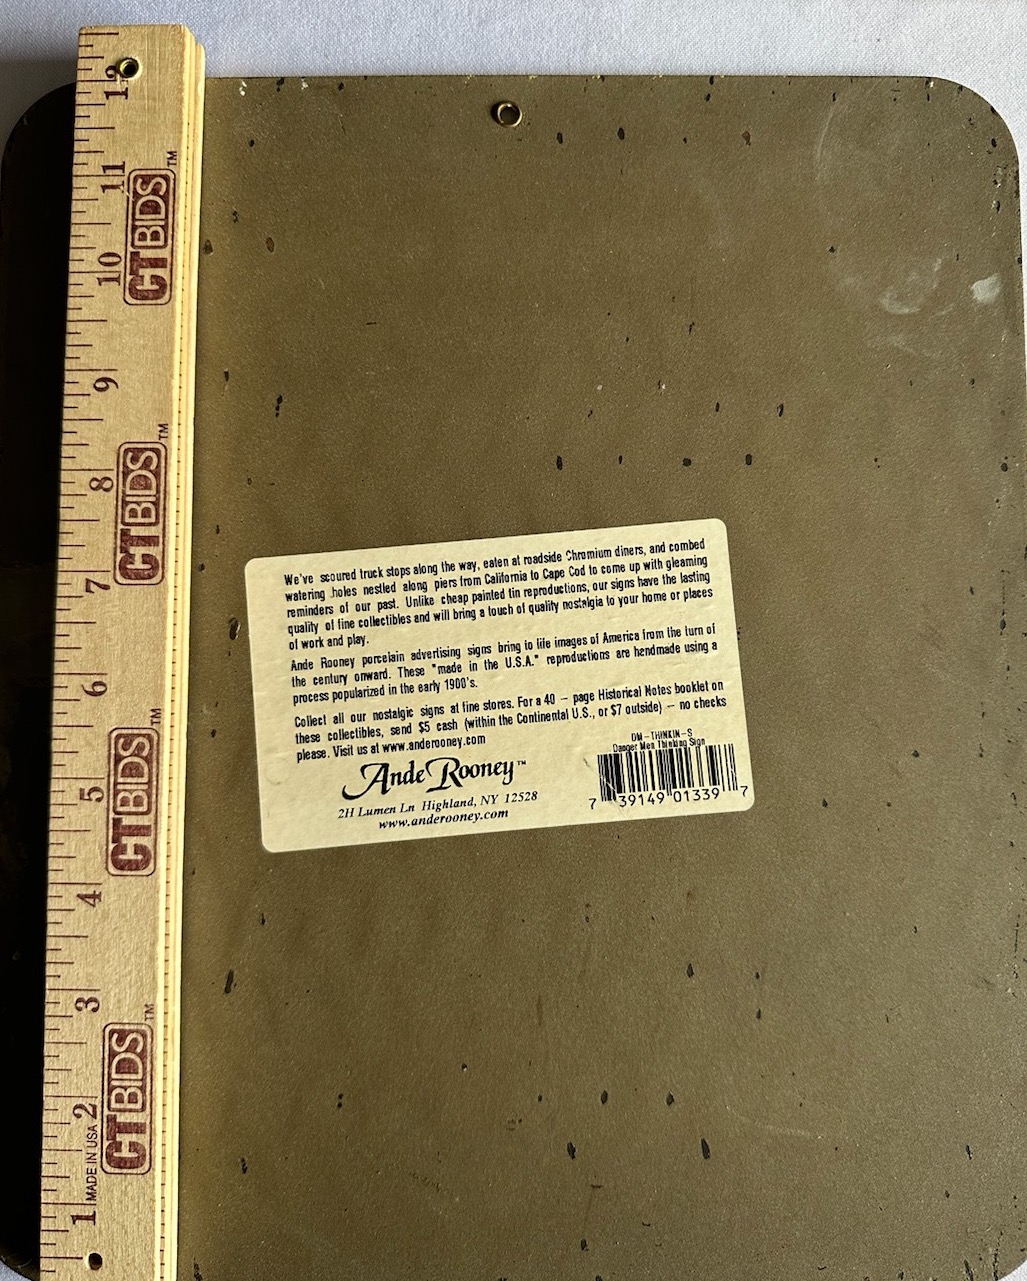 12
11
CTBIDS™
10
9
8
CTBIDS™
7
6
5
CTBIDS™
4
3
2
CTBIDS™
MADE IN USA
1
We've scoured truck stops along the way, eaten at roadside Chromium diners, and combed
watering holes nestled along piers from California to Cape Cod to come up with gleaming
reminders of our past. Unlike cheap painted tin reproductions, our signs have the lasting
quality of fine collectibles and will bring a touch of quality nostalgia to your home or places
of work and play.
Ande Rooney porcelain advertising signs bring to life images of America from the turn of
the century onward. These "made in the U.S.A." reproductions are handmade using a
process popularized in the early 1900's.
Collect all our nostalgic signs at fine stores. For a 40 – page Historical Notes booklet on
these collectibles, send $5 cash (within the Continental U.S., or $7 outside) – no checks
please. Visit us at www.anderooney.com
Ande Rooney™
2H Lumen Ln Highland, NY 12528
www.anderooney.com
DM-THINKIN-S
Danger Men Thinking Sign
7 39149 01339 7